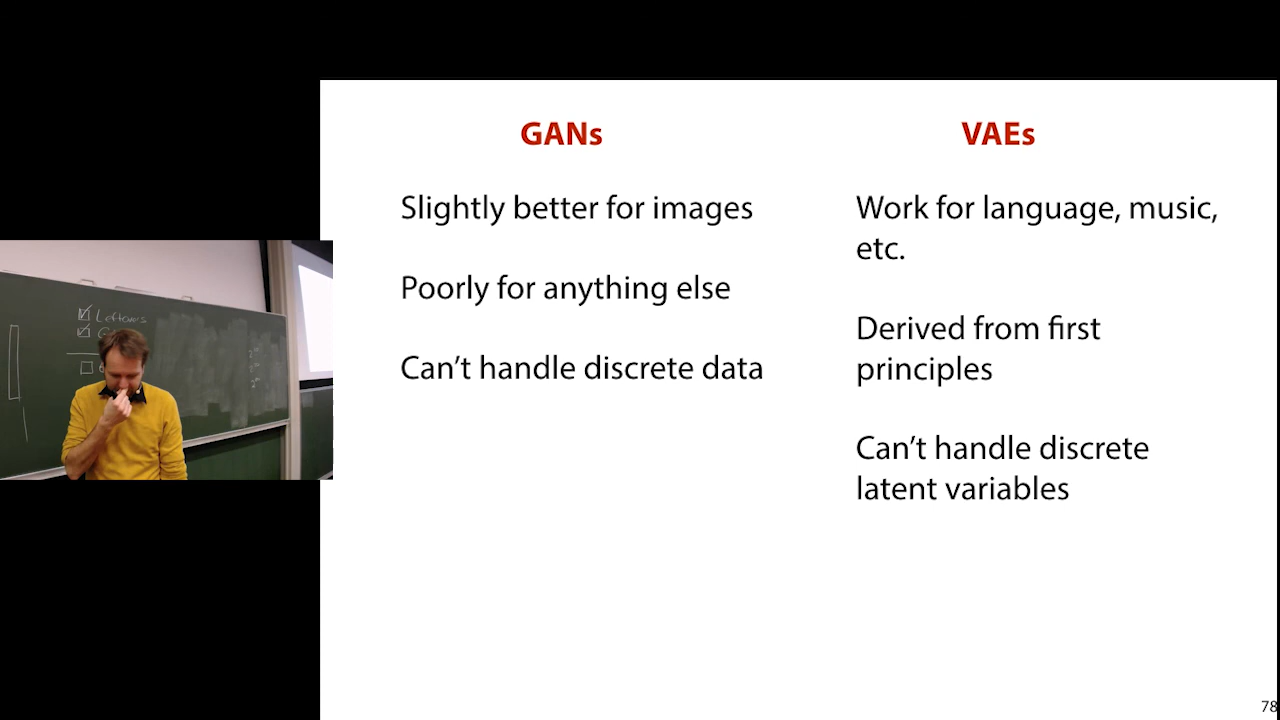 GANs
Slightly better for images
Poorly for anything else
Can't handle discrete data
VAEs
Work for language, music,
etc.
Derived from first
principles
Can't handle discrete
latent variables
Leftovers
78